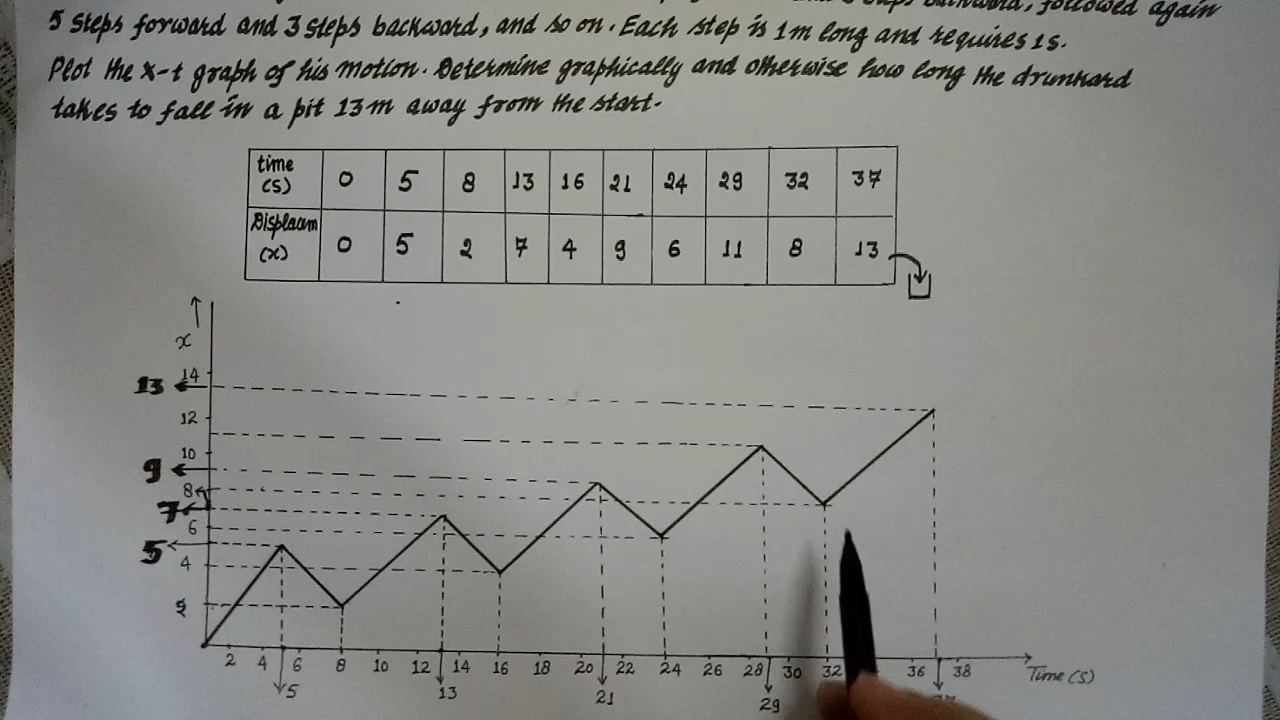 backward, followed again
5 steps forward and 3 steps backward, and so on. Each step is 1m long and requires 1s.
Plot the x-t graph of his motion. Determine graphically and otherwise how long the drunkard
takes to fall in a pit 13m away from the start.
time (s) 0 5 8 13 16 21 24 29 32 37
Displacem (x) 0 5 2 7 4 9 6 11 8 13
x
14
13
12
10
9
8
7
6
5
4
2
2 4 6 8 10 12 14 16 18 20 22 24 26 28 30 32 36 38 Time (s)
5 13 21 29